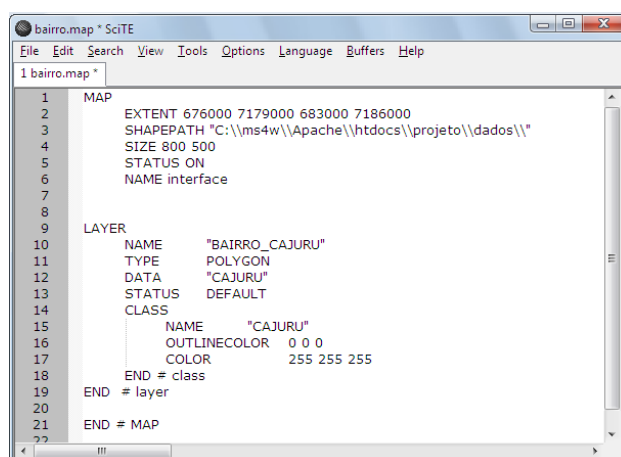 bairro.map * SciTE
File Edit Search View Tools Options Language Buffers Help
1 bairro.map *
1 MAP
2 EXTENT 676000 7179000 683000 7186000
3 SHAPEPATH "C:\\ms4w\\Apache\\htdocs\\projeto\\dados\\"
4 SIZE 800 500
5 STATUS ON
6 NAME interface
7
8
9 LAYER
10 NAME "BAIRRO_CAJURU"
11 TYPE POLYGON
12 DATA "CAJURU"
13 STATUS DEFAULT
14 CLASS
15 NAME "CAJURU"
16 OUTLINECOLOR 0 0 0
17 COLOR 255 255 255
18 END # class
19 END # layer
20
21 END # MAP
22